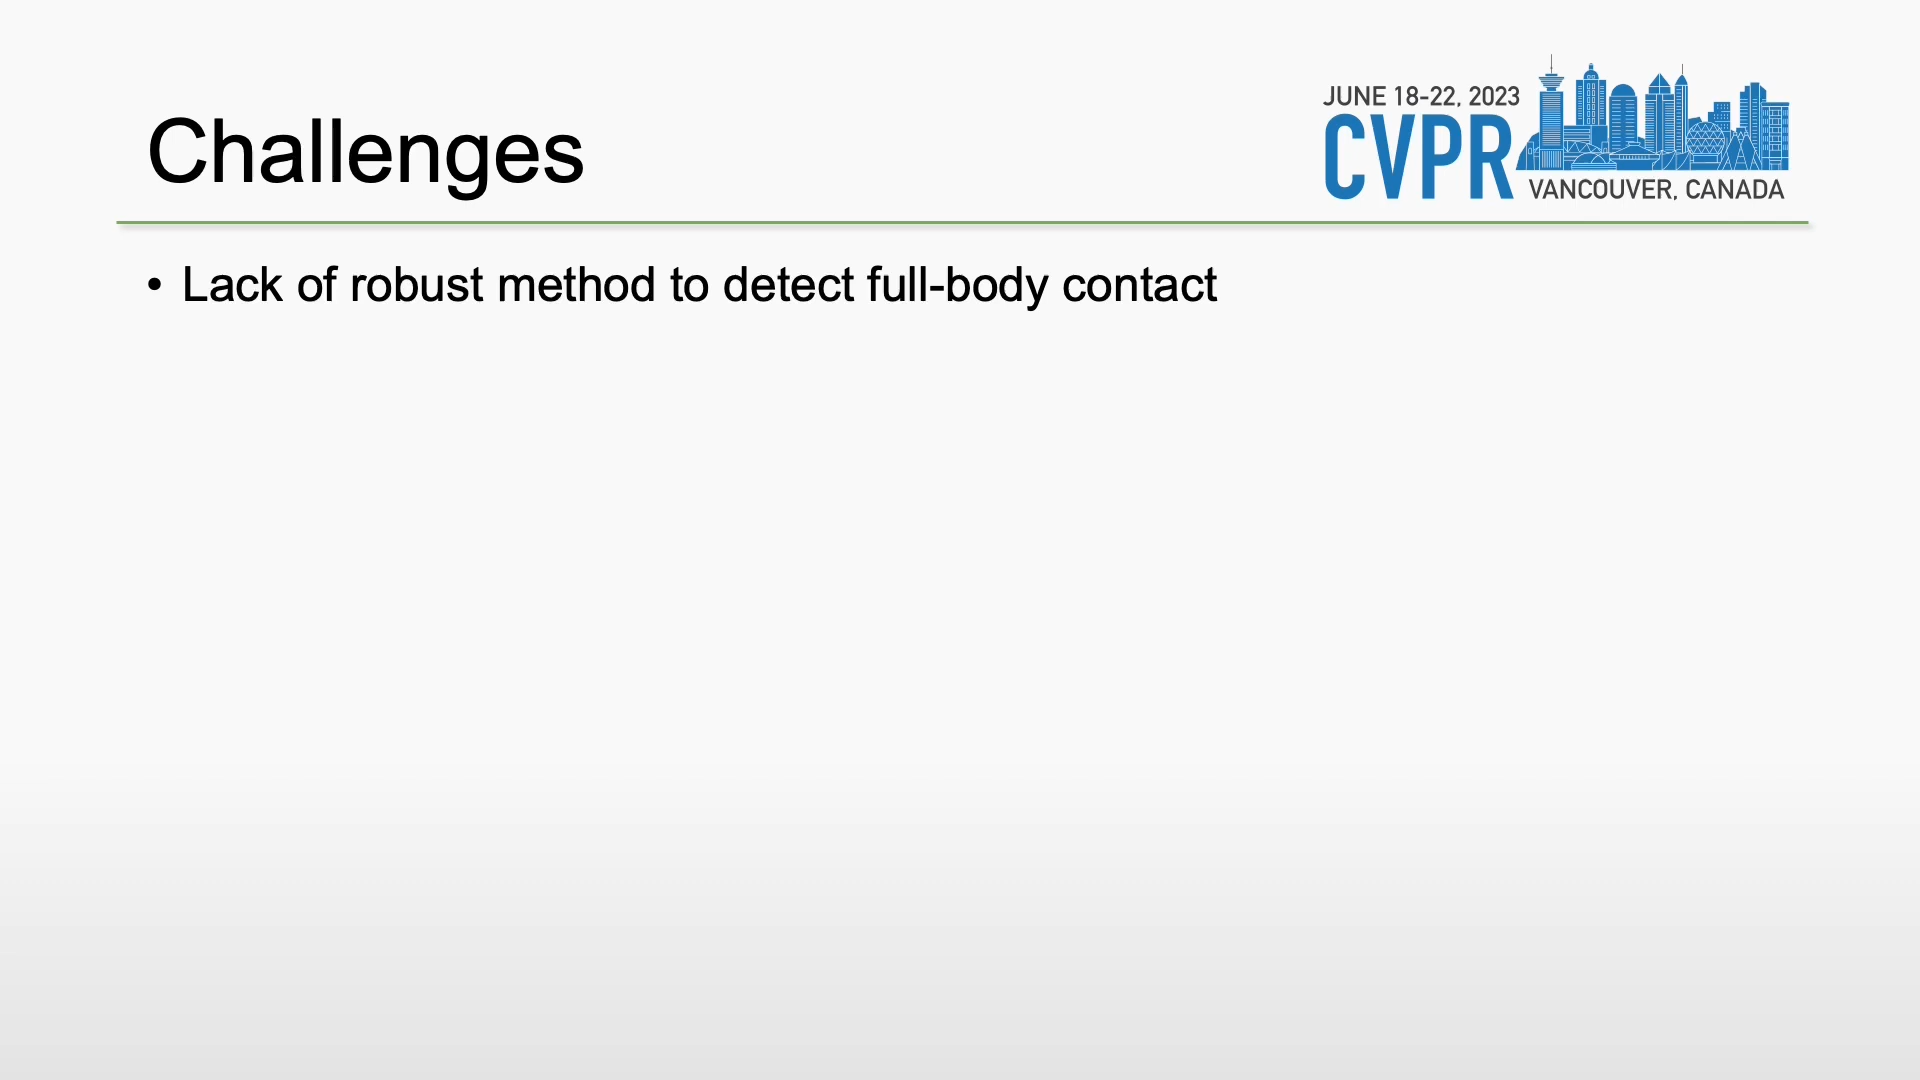 Challenges
JUNE 18-22, 2023
CVPR
VANCOUVER, CANADA
• Lack of robust method to detect full-body contact